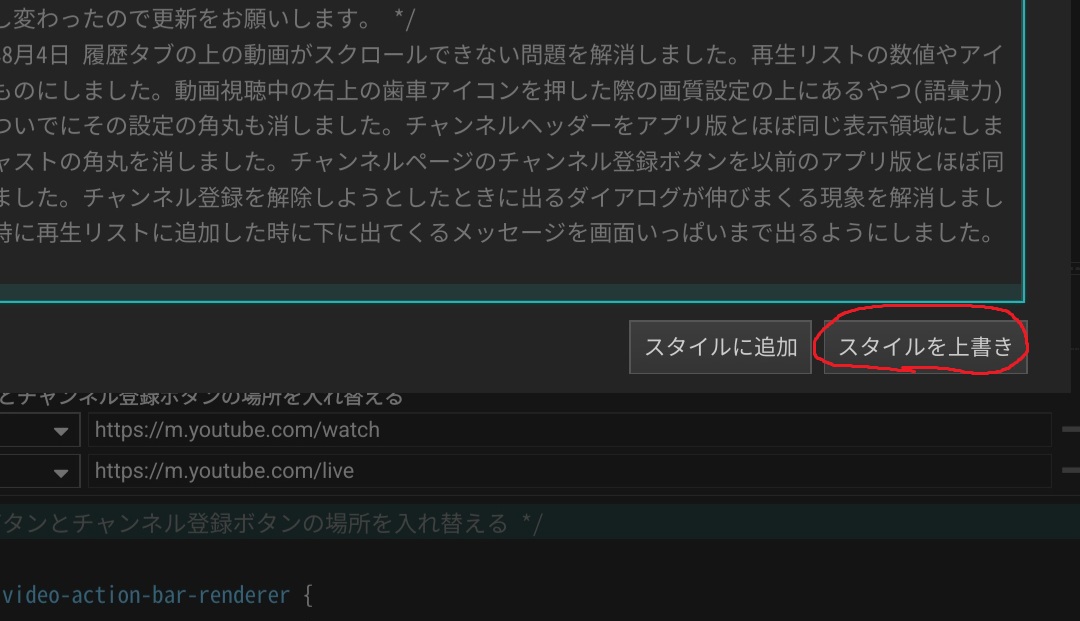 し変わったので更新をお願いします。 */
8月4日 履歴タブの上の動画がスクロールできない問題を解消しました。再生リストの数値やアイ
ものにしました。動画視聴中の右上の歯車アイコンを押した際の画質設定の上にあるやつ(語彙力)
ついでにその設定の角丸も消しました。チャンネルヘッダーをアプリ版とほぼ同じ表示領域にしま
ャストの角丸を消しました。チャンネルページのチャンネル登録ボタンを以前のアプリ版とほぼ同
ました。チャンネル登録を解除しようとしたときに出るダイアログが伸びまくる現象を解消しまし
時に再生リストに追加した時に下に出てくるメッセージを画面いっぱいまで出るようにしました。
スタイルに追加 スタイルを上書き
とチャンネル登録ボタンの場所を入れ替える
https://m.youtube.com/watch
https://m.youtube.com/live
タンとチャンネル登録ボタンの場所を入れ替える */
video-action-bar-renderer {